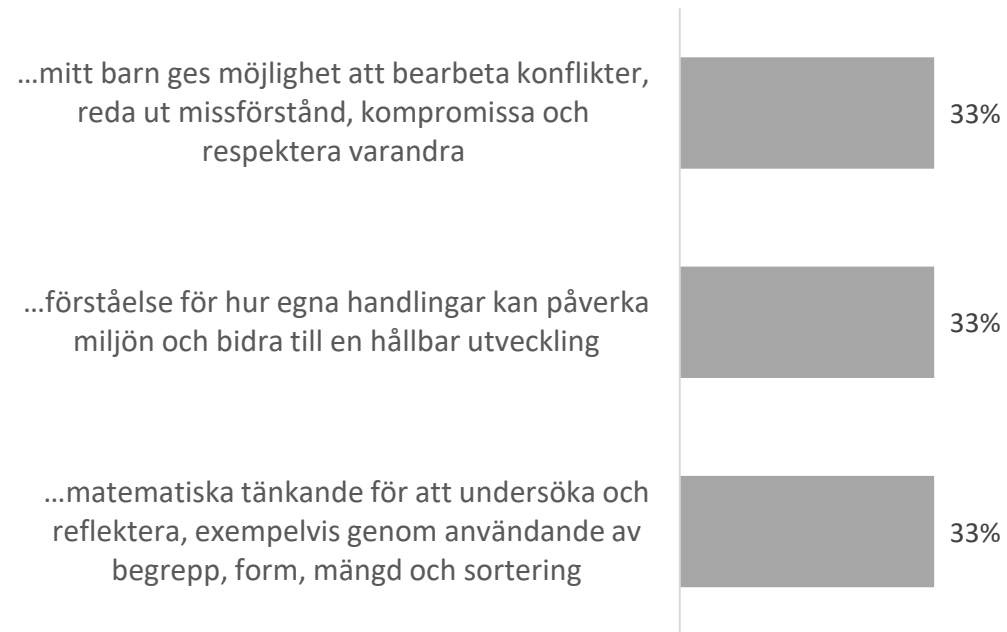 …mitt barn ges möjlighet att bearbeta konflikter,
reda ut missförstånd, kompromissa och
respektera varandra
33%
…förståelse för hur egna handlingar kan påverka
miljön och bidra till en hållbar utveckling
33%
…matematiska tänkande för att undersöka och
reflektera, exempelvis genom användande av
begrepp, form, mängd och sortering
33%